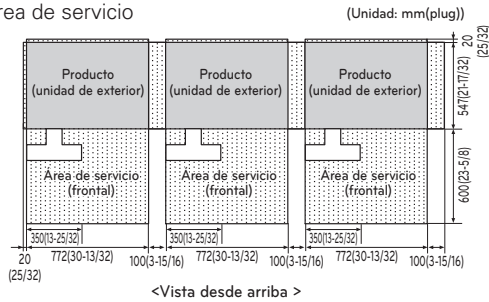 rea de servicio
(Unidad: mm(plug))
20
(25/32)
Producto
(unidad de exterior)
Producto
(unidad de exterior)
Producto
(unidad de exterior)
547(21-17/32)
Área de servicio
(frontal)
Área de servicio
(frontal)
Área de servicio
(frontal)
600(23-5/8)
350(13-25/32)
350(13-25/32)
350(13-25/32)
20
(25/32)
772(30-13/32)
100(3-15/16)
772(30-13/32)
100(3-15/16)
772(30-13/32)
100(3-15/16)
<Vista desde arriba >